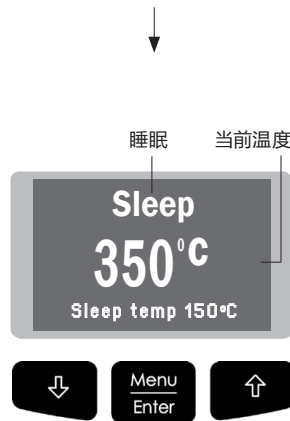 睡眠 当前温度
Sleep
350°C
Sleep temp 150°C
Menu
Enter